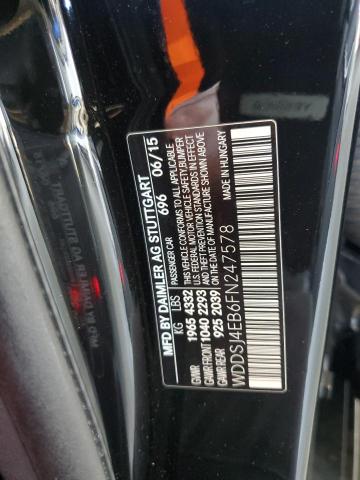 MFD BY DAIMLER AG STUTTGART 06/15
PASSENGER CAR 696
KG LBS THIS VEHICLE CONFORMS TO ALL APPLICABLE
GVWR 1965 4332 U.S. FEDERAL MOTOR VEHICLE SAFETY, BUMPER
GAWR FRONT 1040 2293 AND THEFT PREVENTION STANDARDS IN EFFECT
GAWR REAR 925 2039 ON THE DATE OF MANUFACTURE SHOWN ABOVE
WDDSJ4EB6FN247578 MADE IN HUNGARY